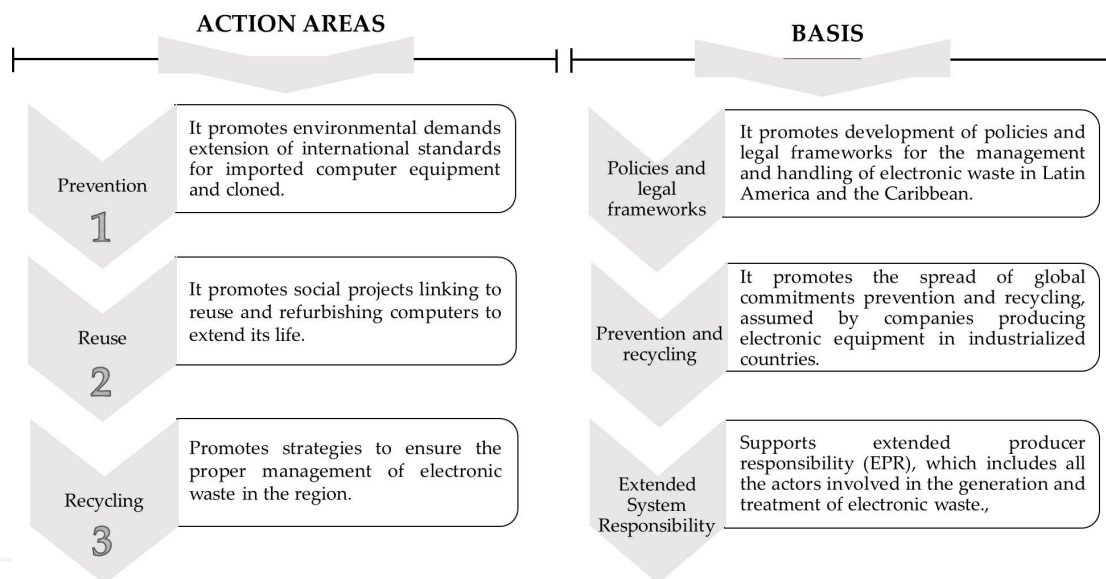 ACTION AREAS
Prevention
1
It promotes environmental demands
extension of international standards
for imported computer equipment
and cloned.
Reuse
2
It promotes social projects linking to
reuse and refurbishing computers to
extend its life.
Recycling
3
Promotes strategies to ensure the
proper management of electronic
waste in the region.
BASIS
Policies and
legal
frameworks
It promotes development of policies and
legal frameworks for the management
and handling of electronic waste in Latin
America and the Caribbean.
Prevention and
recycling
It promotes the spread of global
commitments prevention and recycling,
assumed by companies producing
electronic equipment in industrialized
countries.
Extended
System
Responsibility
Supports extended producer
responsibility (EPR), which includes all
the actors involved in the generation and
treatment of electronic waste.,